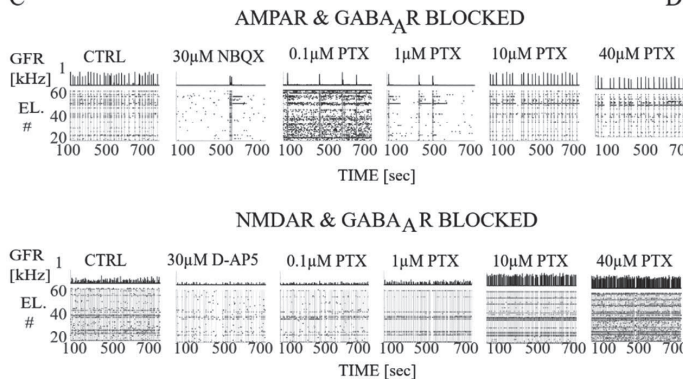 C D
AMPAR & GABAAR BLOCKED
GFR [kHz] 1 CTRL 30µM NBQX 0.1µM PTX 1µM PTX 10µM PTX 40µM PTX
EL. # 60 40 20
100 500 700 100 500 700 100 500 700 100 500 700 100 500 700 100 500 700
TIME [sec]
NMDAR & GABAAR BLOCKED
GFR [kHz] 1 CTRL 30µM D-AP5 0.1µM PTX 1µM PTX 10µM PTX 40µM PTX
EL. # 60 40 20
100 500 700 100 500 700 100 500 700 100 500 700 100 500 700 100 500 700
TIME [sec]